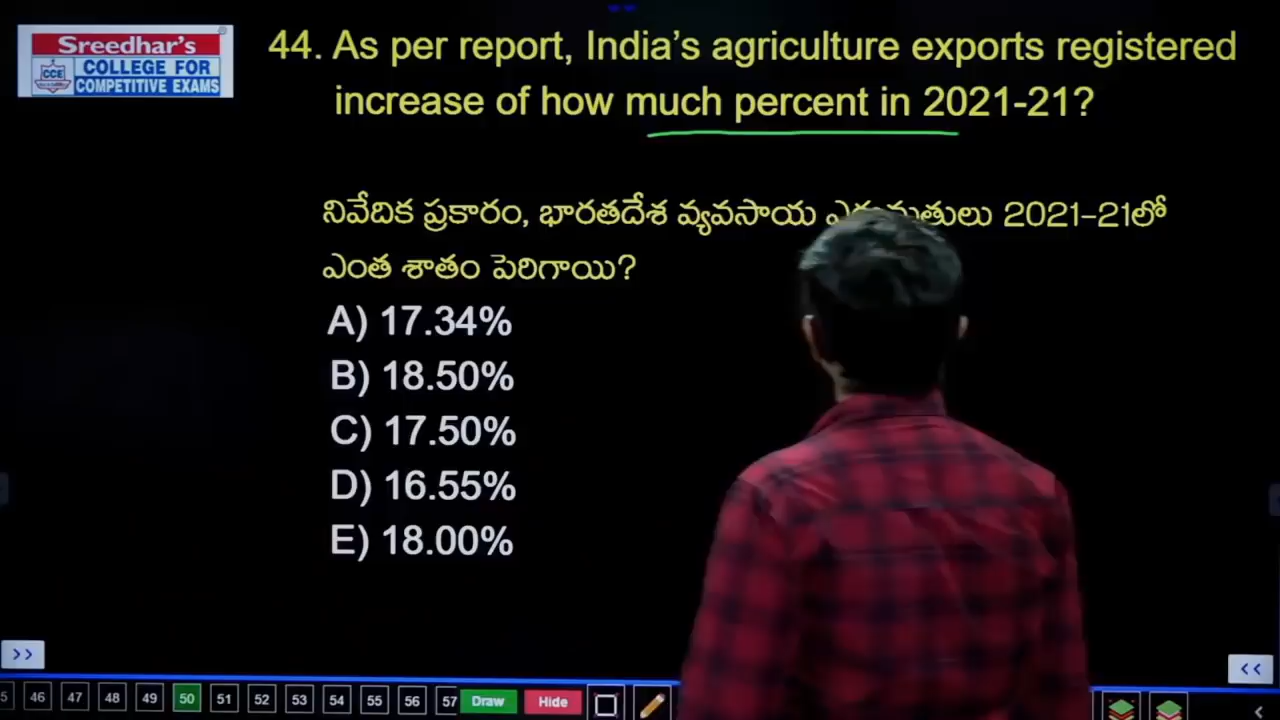 Sreedhar's
CCE
COLLEGE FOR
COMPETITIVE EXAMS
44. As per report, India's agriculture exports registered
increase of how much percent in 2021-21?
నివేదిక ప్రకారం, భారతదేశ వ్యవసాయ 2021-21లో
ఎంత శాతం పెరిగాయి?
A) 17.34%
B) 18.50%
C) 17.50%
D) 16.55%
E) 18.00%
>>
<<
5 46 47 48 49 50 51 52 53 54 55 56 57 Draw Hide
<